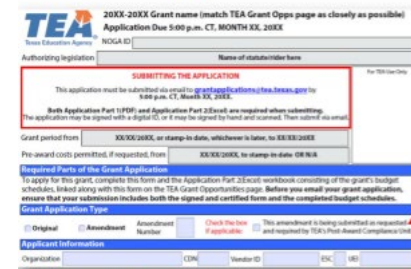 TEA
Texas Education Agency
20XX-20XX Grant name (match TEA Grant Opps page as closely as possible)
Application Due 5:00 p.m. CT, MONTH XX, 20XX
NOGA ID
Authorizing legislation
Name of statute/rider here
SUBMITTING THE APPLICATION
This application must be submitted via email to grantapplications@tea.texas.gov by
5:00 p.m. CT, Month XX, 20XX.
Both Application Part 1(PDF) and Application Part 2(Excel) are required when submitting.
The application may be signed with a digital ID, or it may be signed by hand and scanned. Then submit via email.
For TEA Use Only
Grant period from
XX/XX/20XX, or stamp-in date, whichever is later, to XX/XX/20XX
Pre-award costs permitted, if requested, from
XX/XX/20XX, to stamp-in date OR N/A
Required Parts of the Grant Application
To apply for this grant, complete this form and the Application Part 2(Excel) workbook consisting of the grant's budget
schedules, linked along with this form on the TEA Grant Opportunities page. Before you email your grant application,
ensure that your submission includes both the signed and certified form and the completed budget schedules.
Grant Application Type
Original
Amendment
Amendment
Number
Check the box
if applicable:
This amendment is being submitted as requested
and required by TEA's Post-Award Compliance Unit
Applicant Information
Organization
CDN
Vendor ID
ESC
UEI